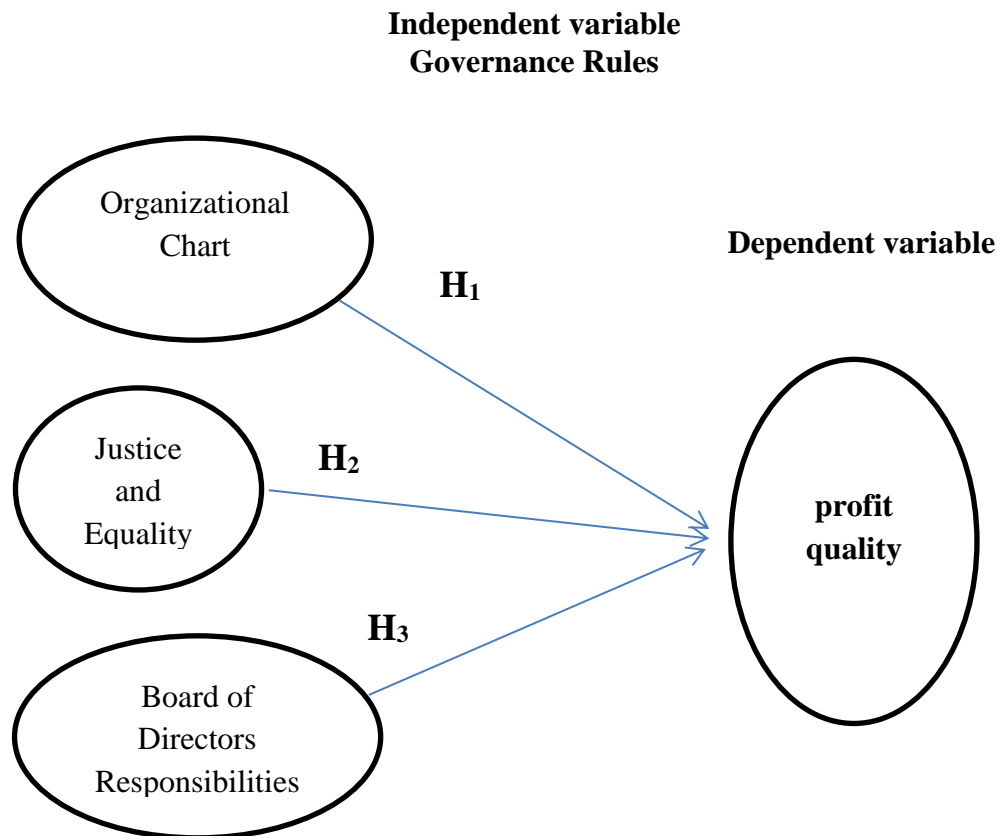 Independent variable
Governance Rules
Organizational
Chart
Dependent variable
H₁
Justice
and
Equality
H₂
profit
quality
H₃
Board of
Directors
Responsibilities